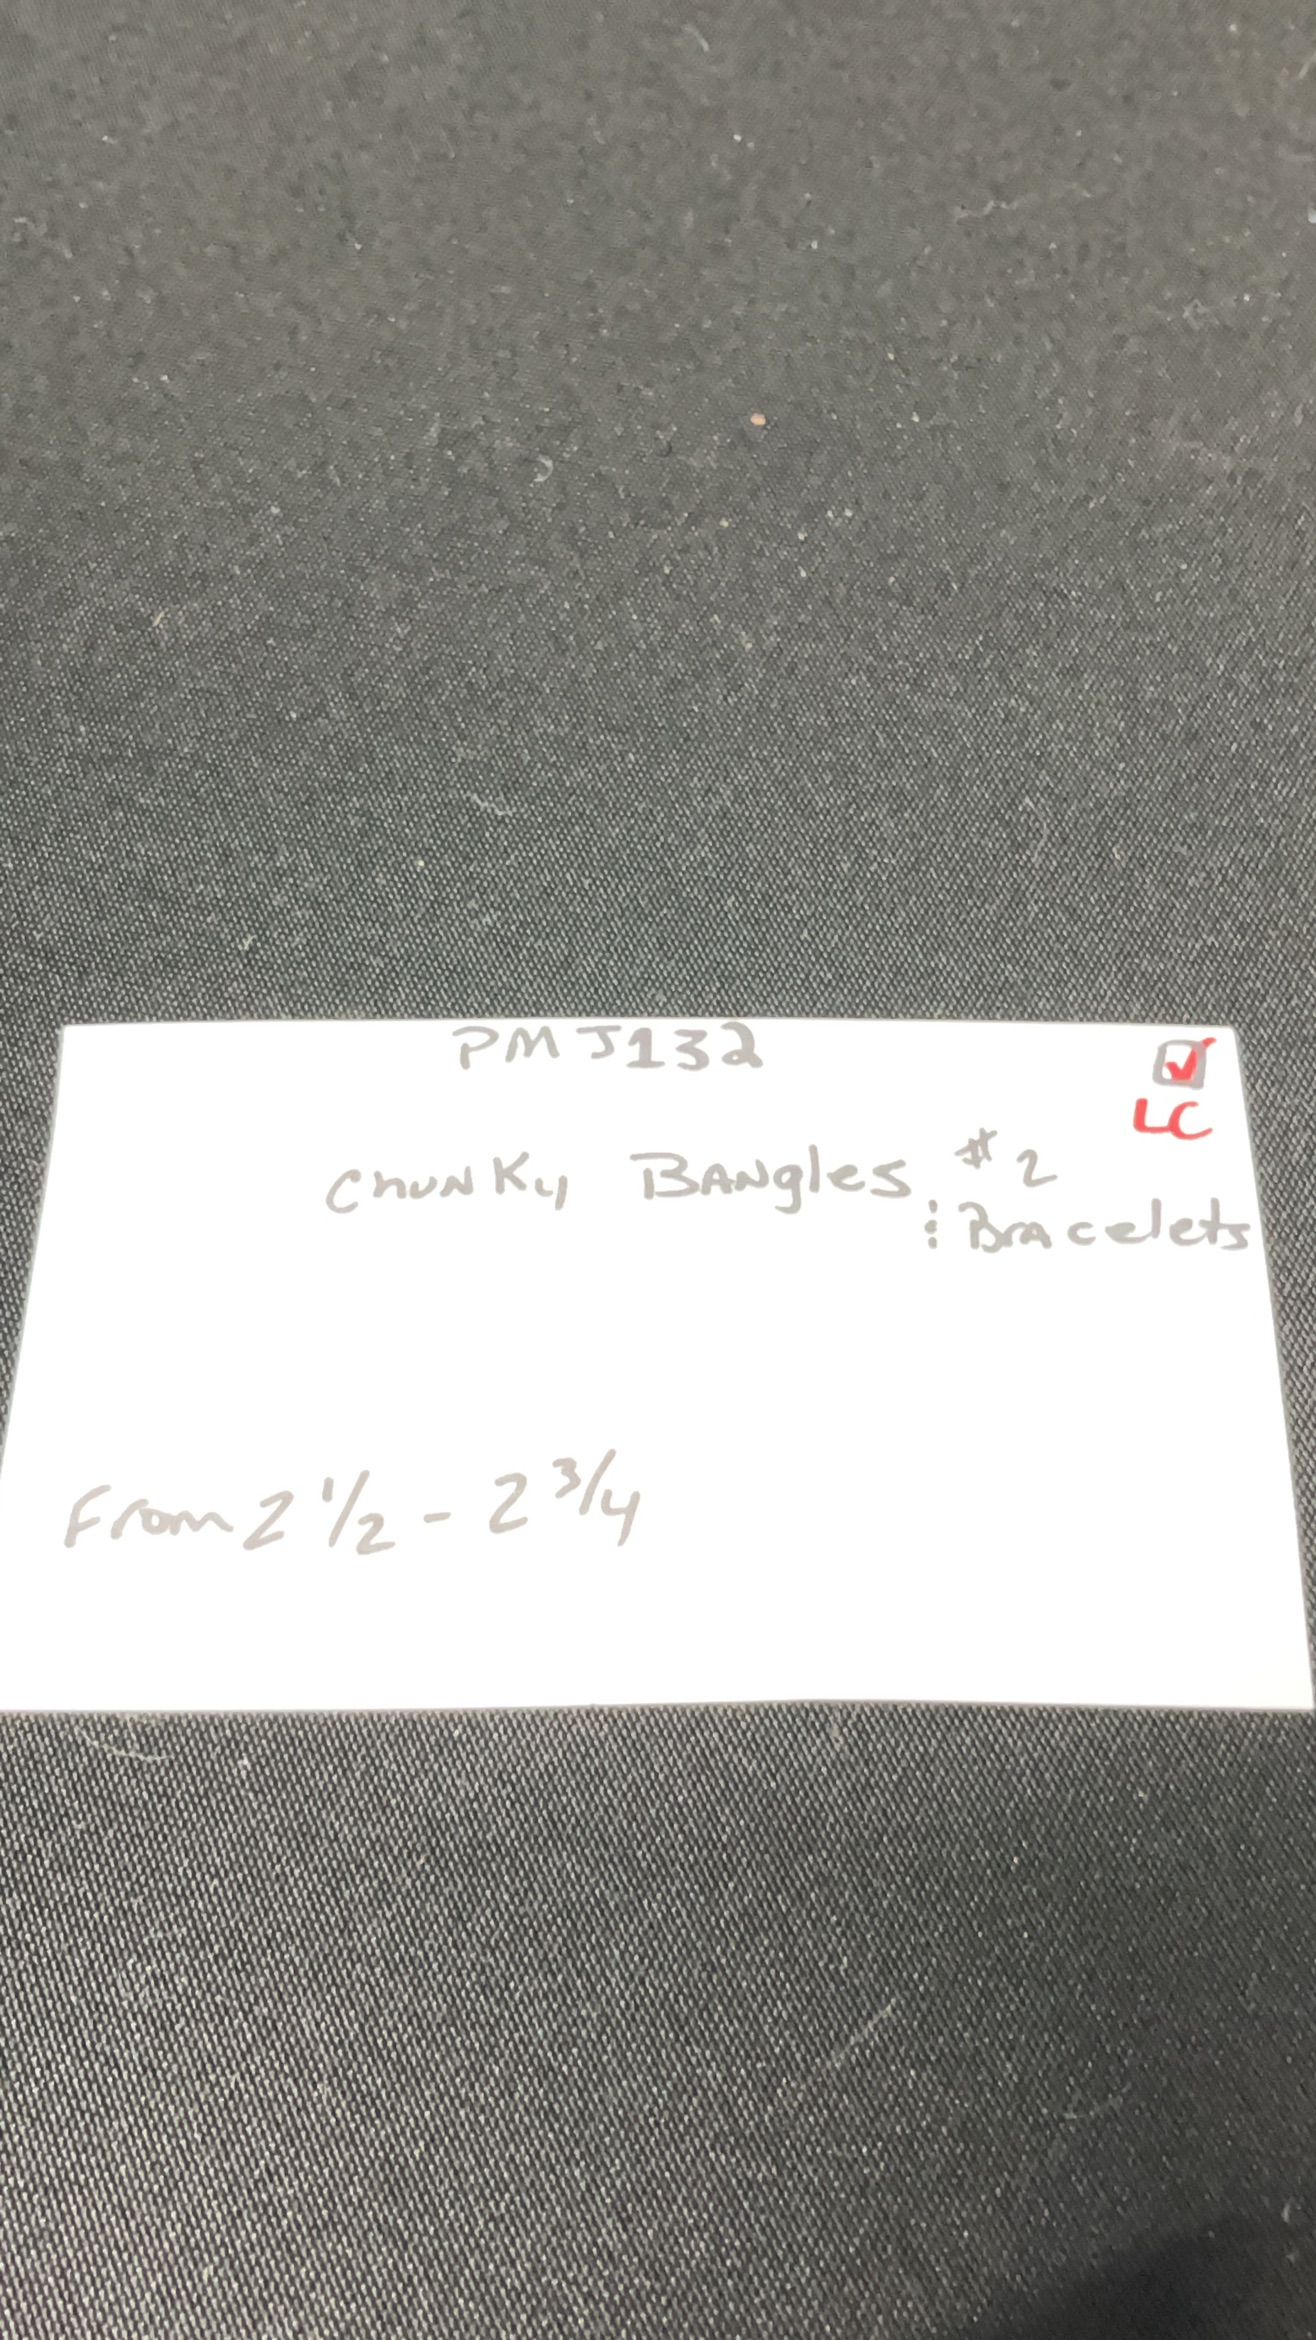 PMJ132 ☑
LC
Chunky Bangles #2
: Bracelets
From 2 1/2 - 2 3/4